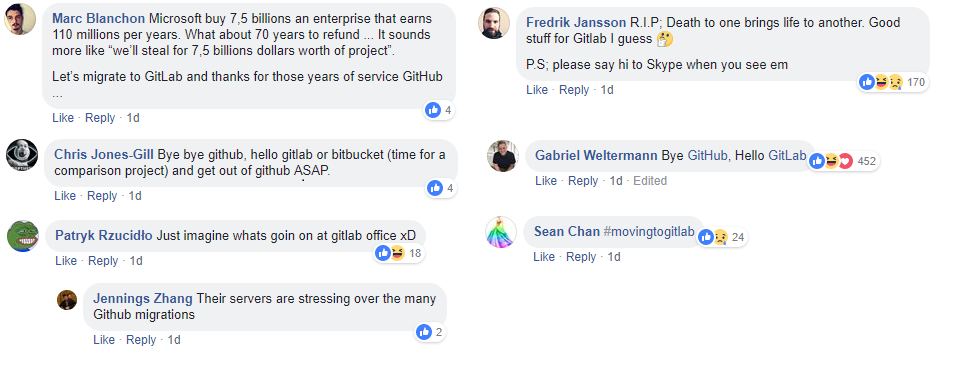 Marc Blanchon Microsoft buy 7,5 billions an enterprise that earns
110 millions per years. What about 70 years to refund ... It sounds
more like “we’ll steal for 7,5 billions dollars worth of project”.
Let’s migrate to GitLab and thanks for those years of service GitHub
...
4
Like · Reply · 1d
Chris Jones-Gill Bye bye github, hello gitlab or bitbucket (time for a
comparison project) and get out of github ASAP.
4
Like · Reply · 1d
Patryk Rzucidło Just imagine whats goin on at gitlab office xD
18
Like · Reply · 1d
Jennings Zhang Their servers are stressing over the many
Github migrations
2
Like · Reply · 1d
Fredrik Jansson R.I.P; Death to one brings life to another. Good
stuff for Gitlab I guess 🤔
P.S; please say hi to Skype when you see em
170
Like · Reply · 1d
Gabriel Weltermann Bye GitHub, Hello GitLab
452
Like · Reply · 1d · Edited
Sean Chan #movingtogitlab
24
Like · Reply · 1d